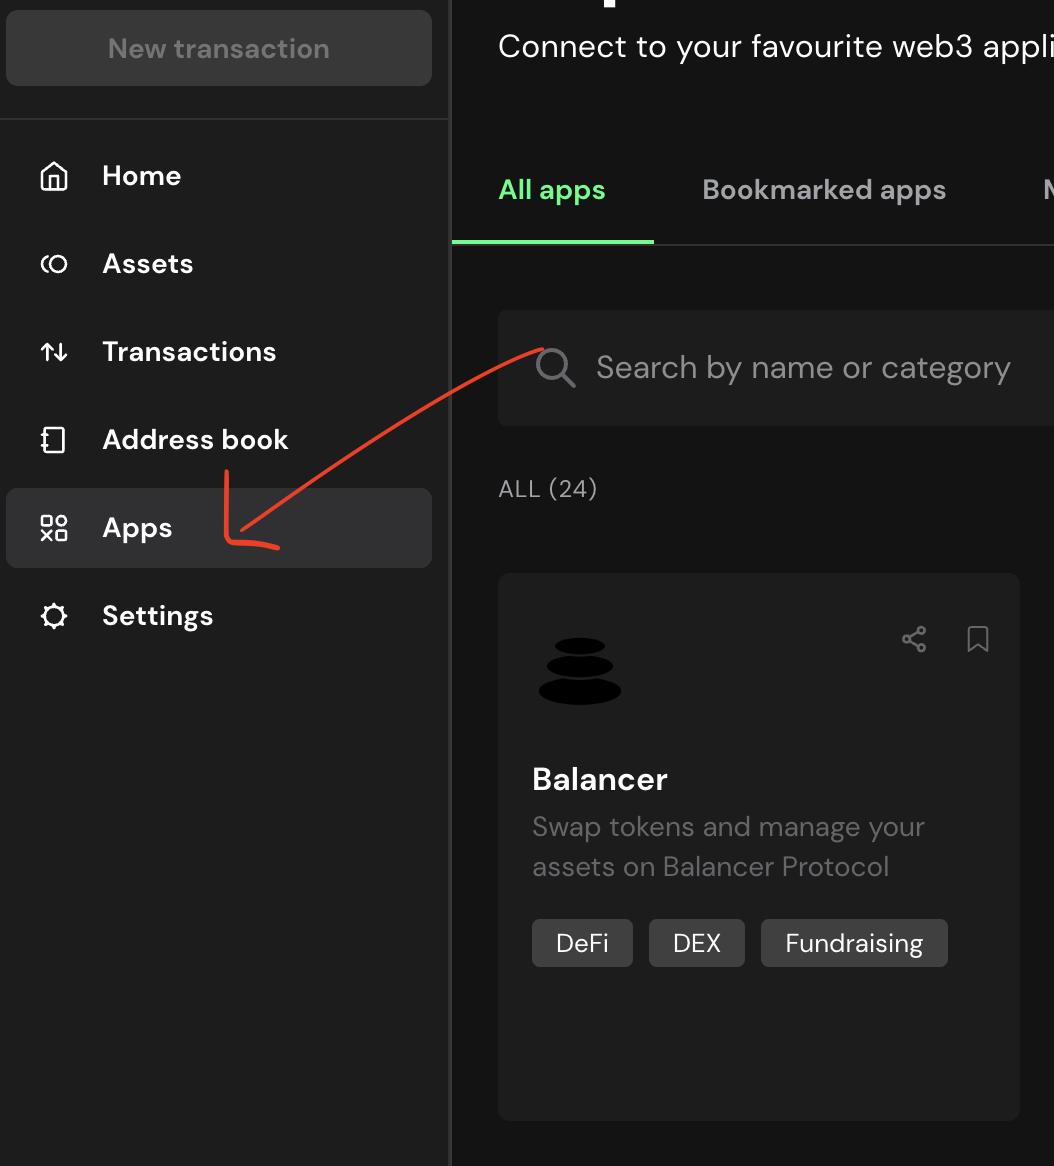 New transaction
Home
Assets
Transactions
Address book
Apps
Settings
Connect to your favourite web3
All apps
Bookmarked apps
Search by name or category
ALL (24)
Balancer
Swap tokens and manage your
assets on Balancer Protocol
DeFi
DEX
Fundraising